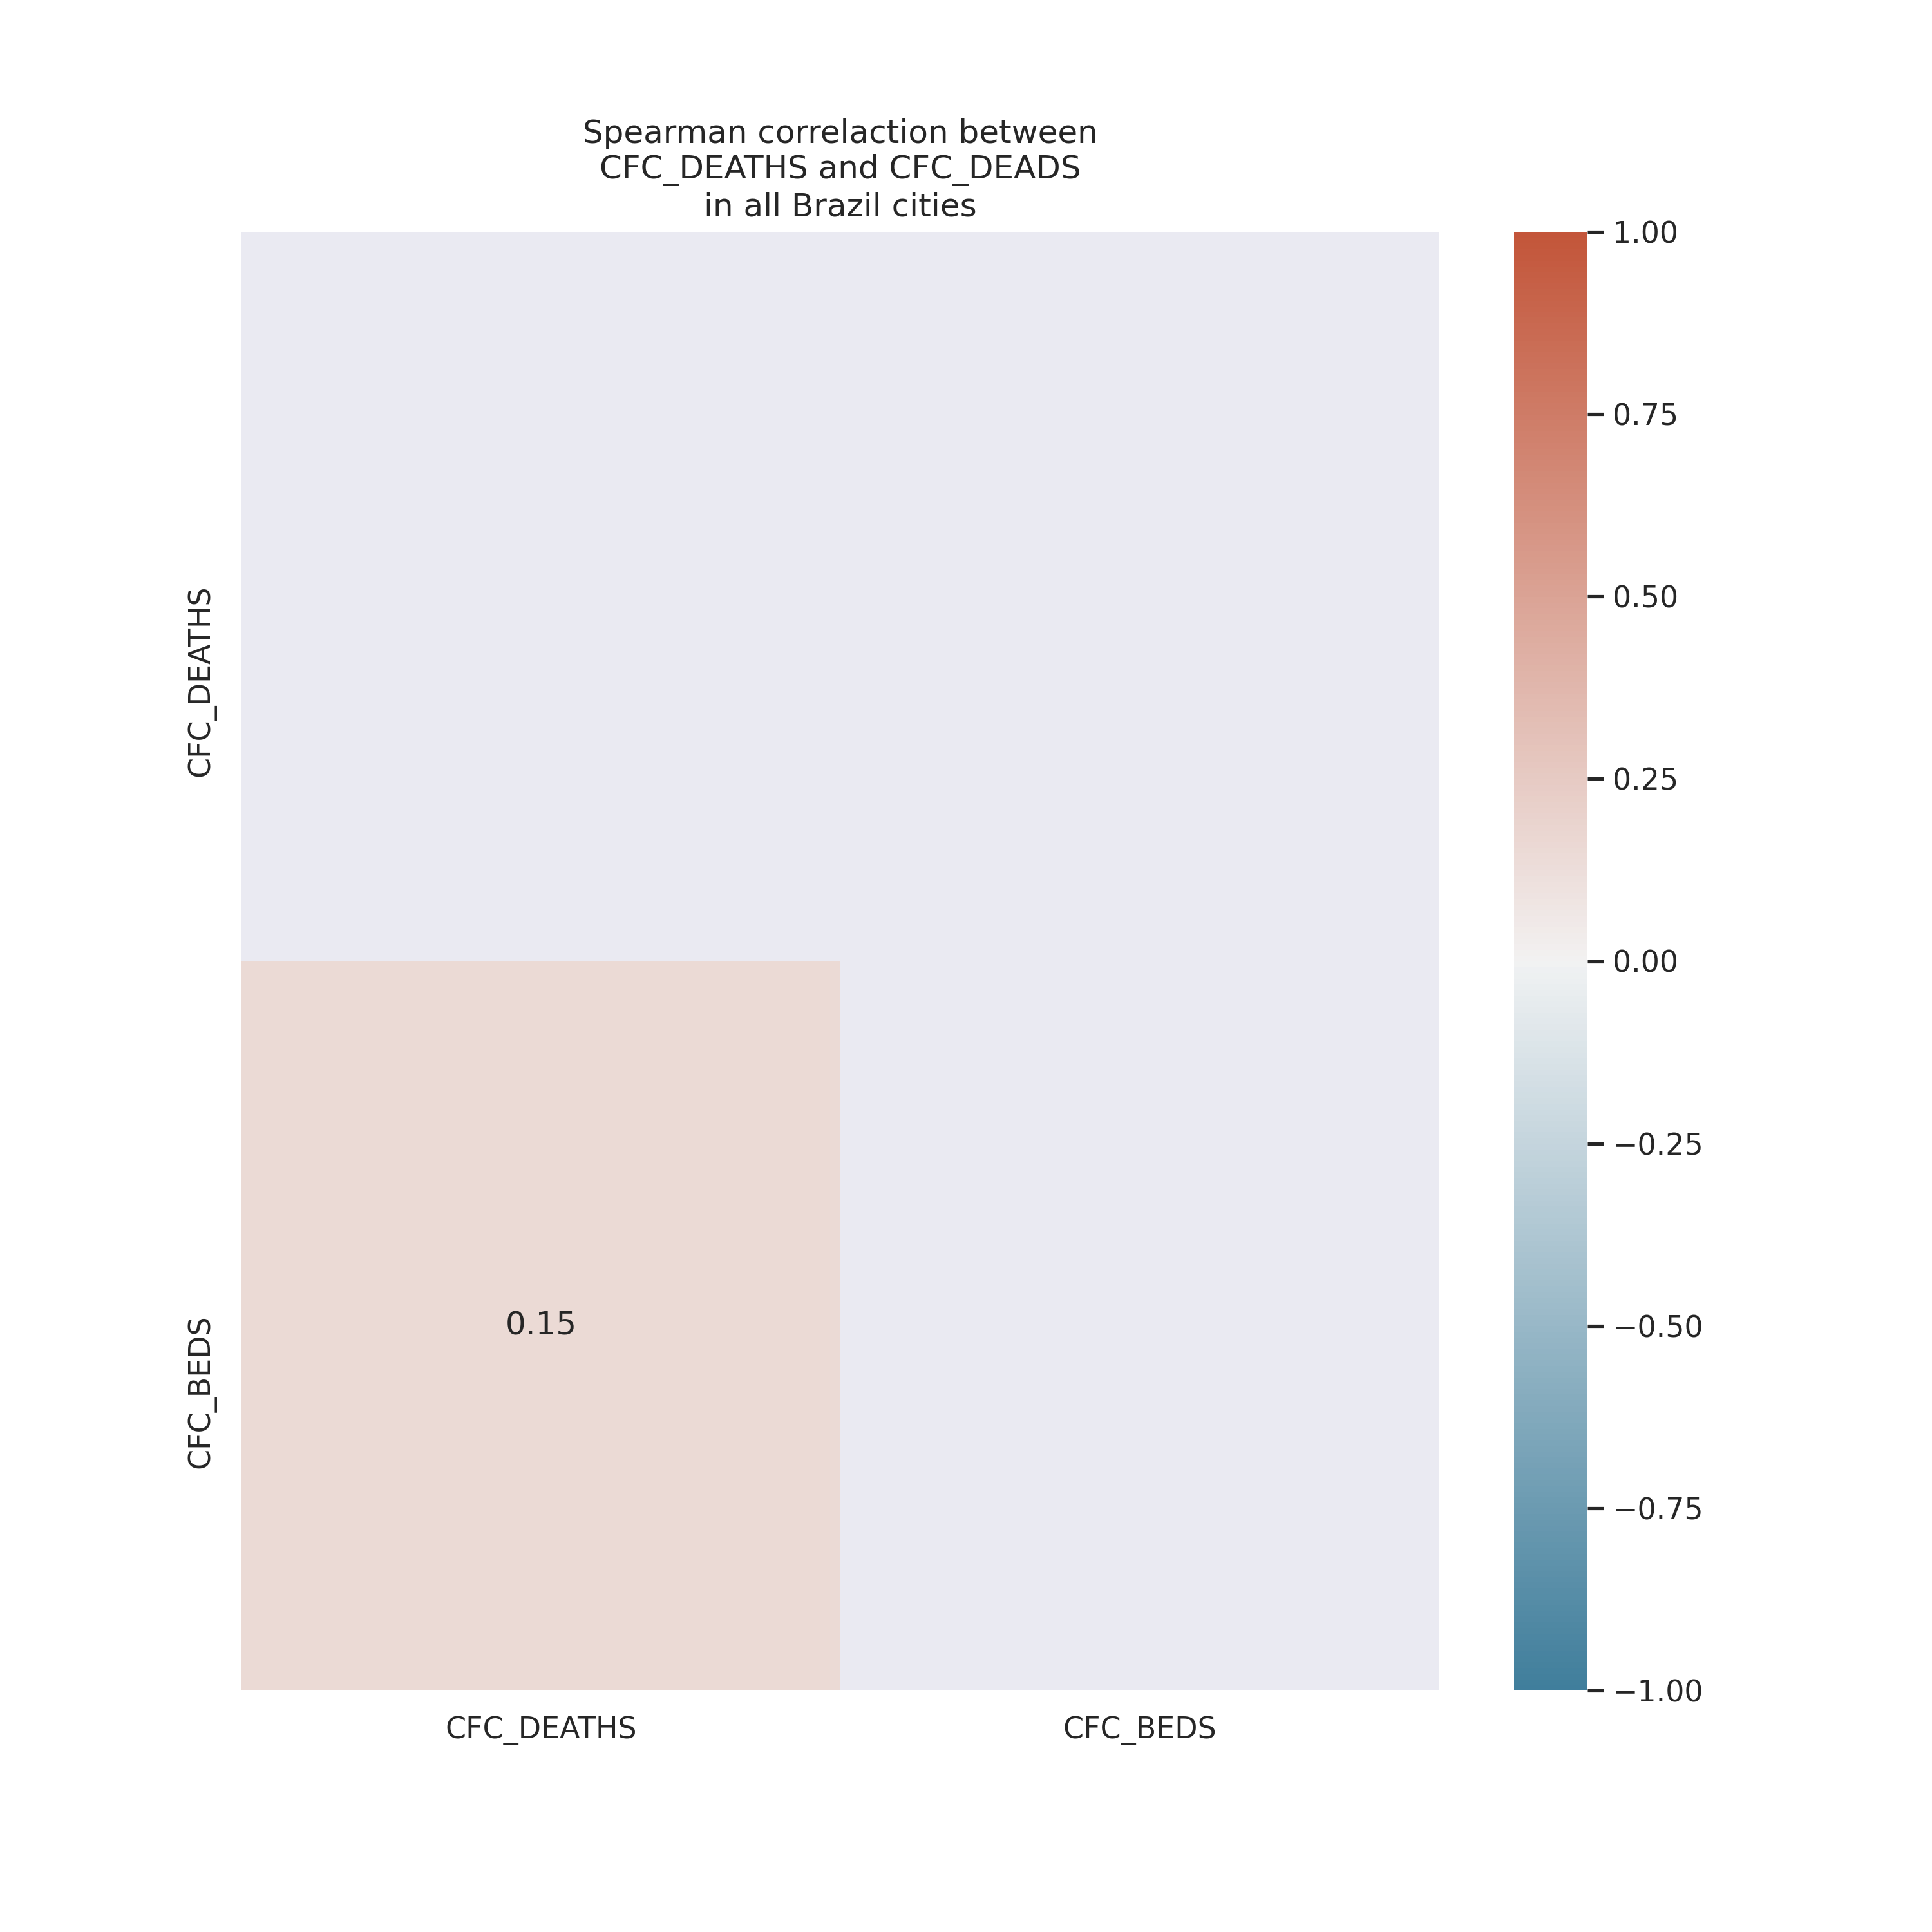 Spearman correlaction between
CFC_DEATHS and CFC_DEADS
in all Brazil cities
1.00
0.75
0.50
0.25
0.00
−0.25
−0.50
−0.75
−1.00
CFC_DEATHS
CFC_BEDS
0.15
CFC_DEATHS
CFC_BEDS